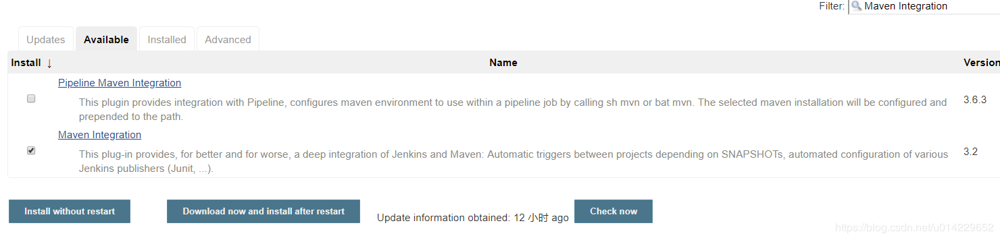 Filter: Maven Integration
Updates Available Installed Advanced
Install ↓ Name Version
Pipeline Maven Integration
This plugin provides integration with Pipeline, configures maven environment to use within a pipeline job by calling sh mvn or bat mvn. The selected maven installation will be configured and
prepended to the path.
3.6.3
Maven Integration
This plug-in provides, for better and for worse, a deep integration of Jenkins and Maven: Automatic triggers between projects depending on SNAPSHOTs, automated configuration of various
Jenkins publishers (Junit, ...).
3.2
Install without restart Download now and install after restart Update information obtained: 12 小时 ago Check now
https://blog.csdn.net/u014229652